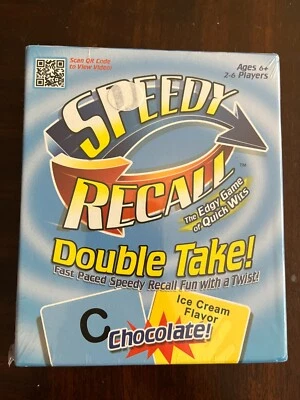 Scan QR Code
to View Video!
Ages 6+
2-6 Players
SPEEDY
RECALL™
The Edgy Game
of Quick Wits
Double Take!
Fast Paced Speedy Recall Fun with a Twist!
C
Ice Cream
Flavor
Chocolate!